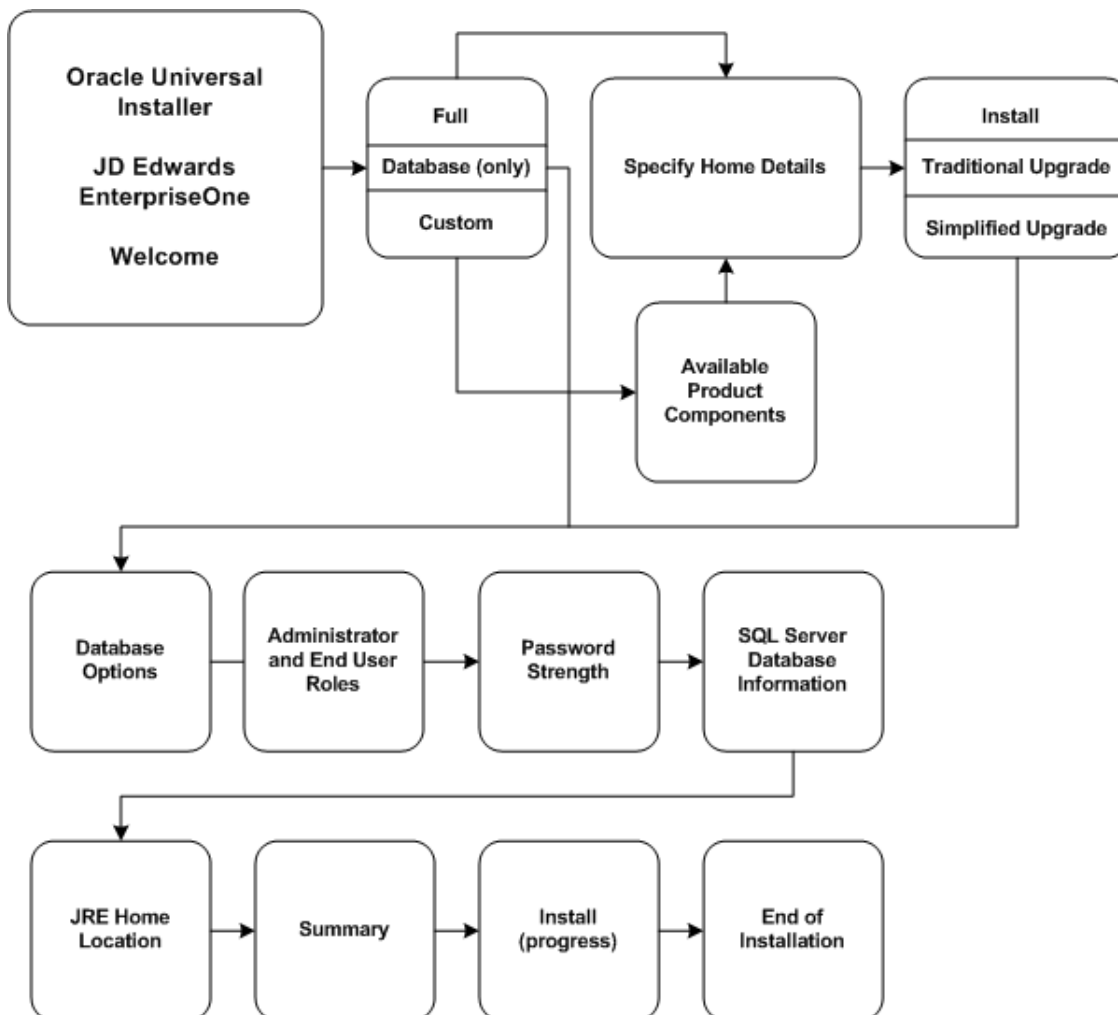 Oracle Universal
Installer
JD Edwards
EnterpriseOne
Welcome
Full
Database (only)
Custom
Specify Home Details
Install
Traditional Upgrade
Simplified Upgrade
Available
Product
Components
Database
Options
Administrator
and End User
Roles
Password
Strength
SQL Server
Database
Information
JRE Home
Location
Summary
Install
(progress)
End of
Installation